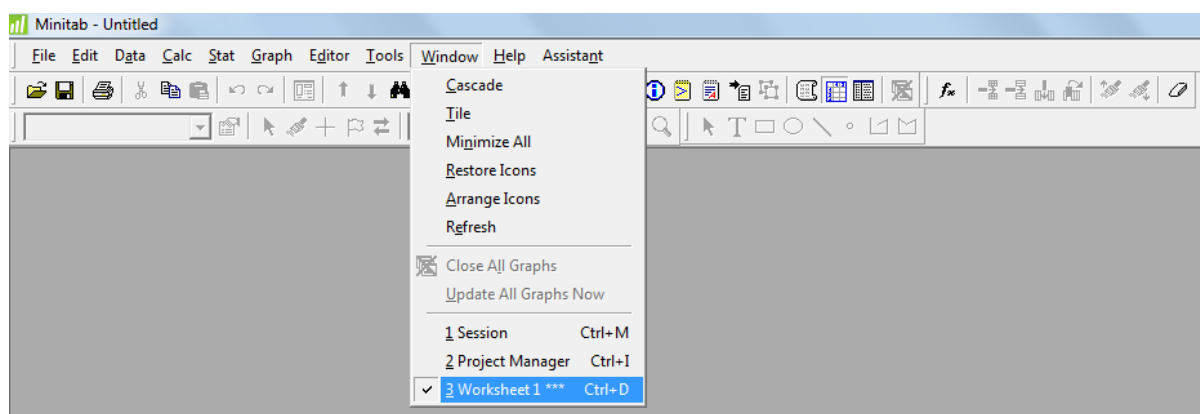 Minitab - Untitled
File Edit Data Calc Stat Graph Editor Tools Window Help Assistant
Cascade
Tile
Minimize All
Restore Icons
Arrange Icons
Refresh
Close All Graphs
Update All Graphs Now
1 Session Ctrl+M
2 Project Manager Ctrl+I
3 Worksheet 1 *** Ctrl+D